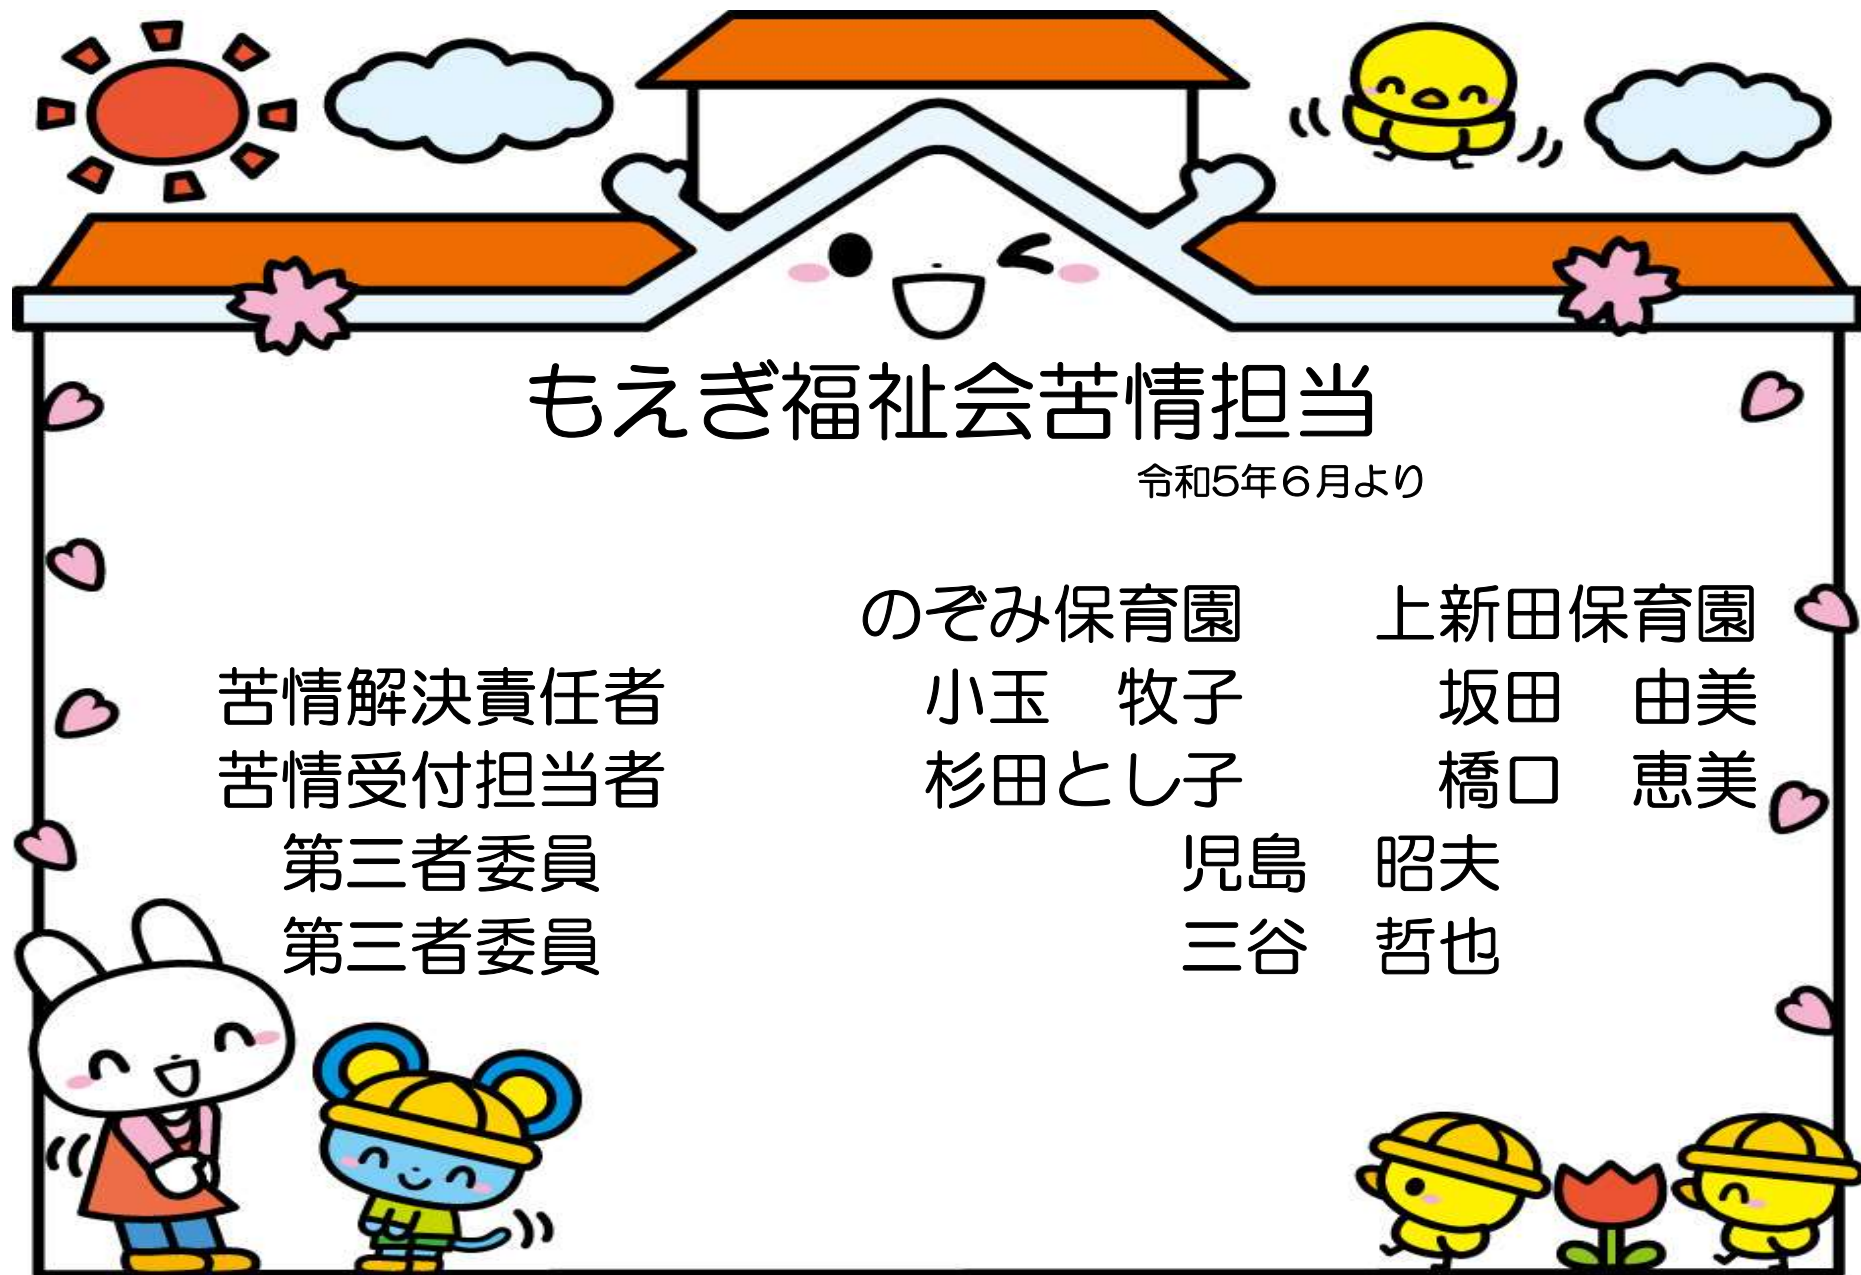 もえぎ福祉会苦情担当
令和5年６月より
のぞみ保育園　上新田保育園
苦情解決責任者　小玉　牧子　坂田　由美
苦情受付担当者　杉田とし子　橋口　恵美
第三者委員　児島　昭夫
第三者委員　三谷　哲也